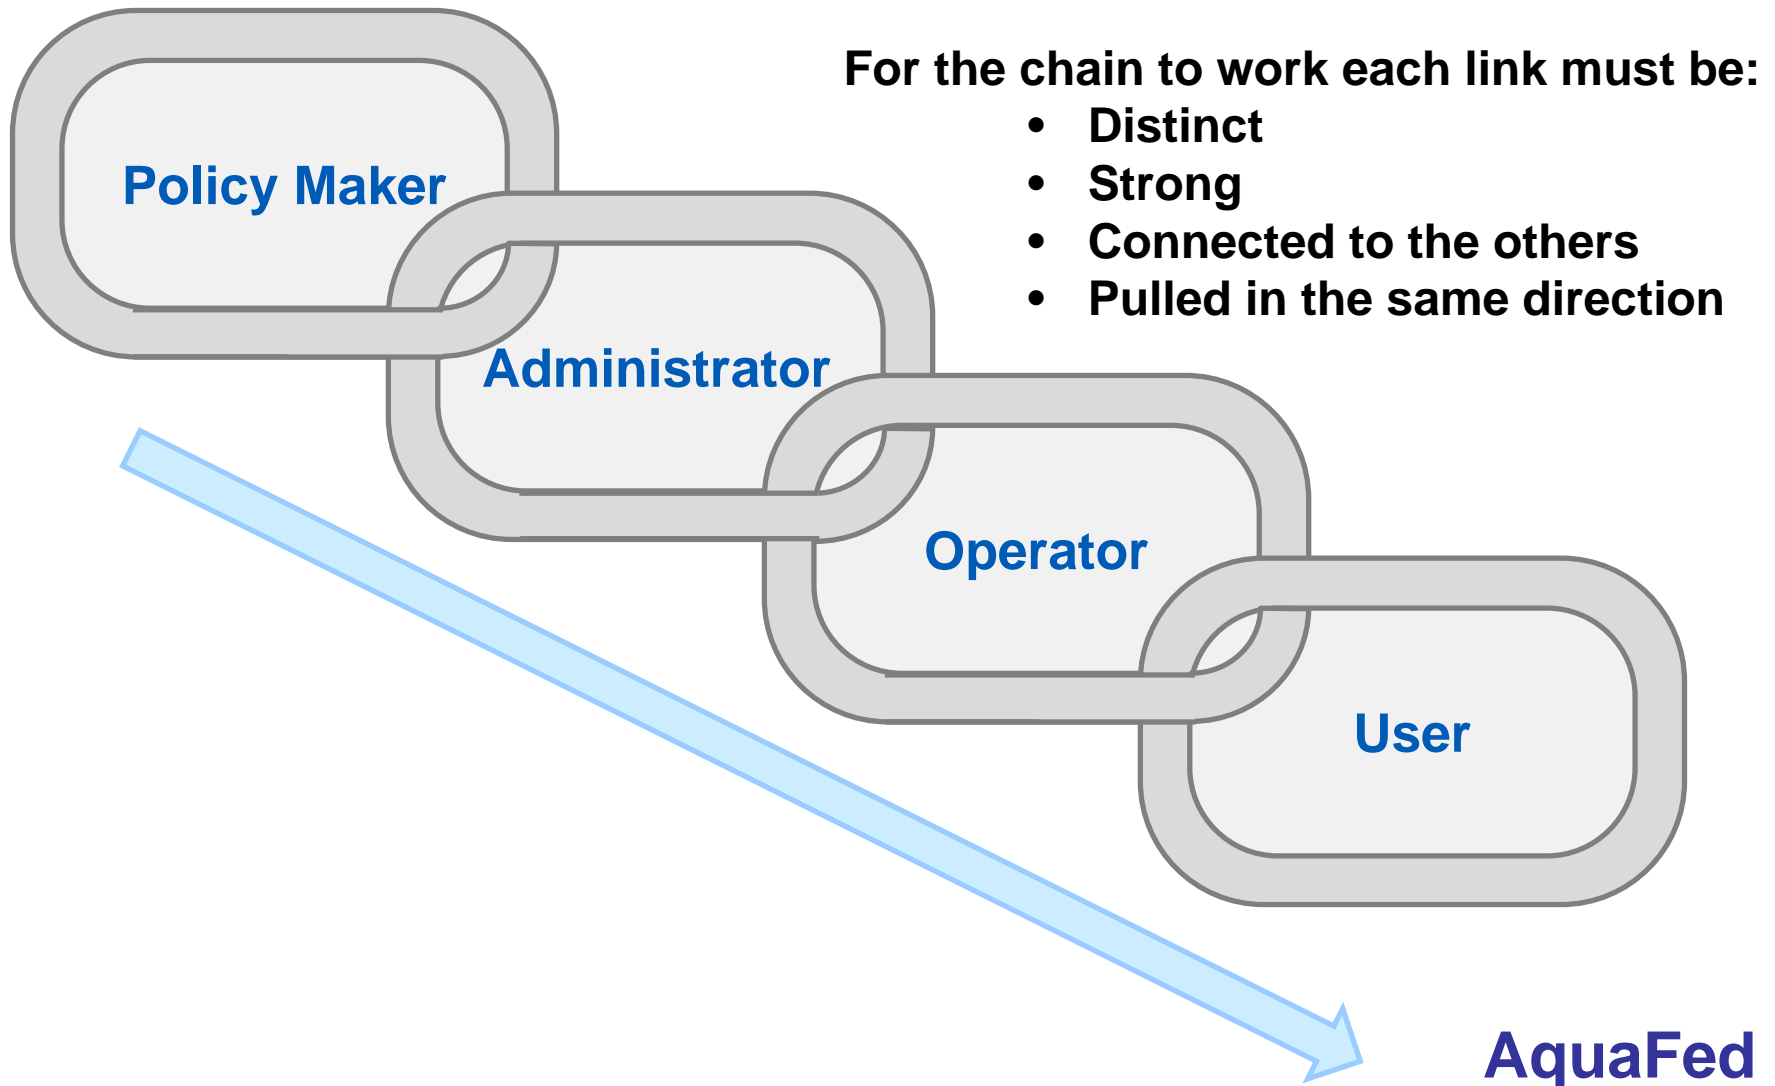 For the chain to work each link must be:
• Distinct
• Strong
• Connected to the others
• Pulled in the same direction
Policy Maker
Administrator
Operator
User
AquaFed